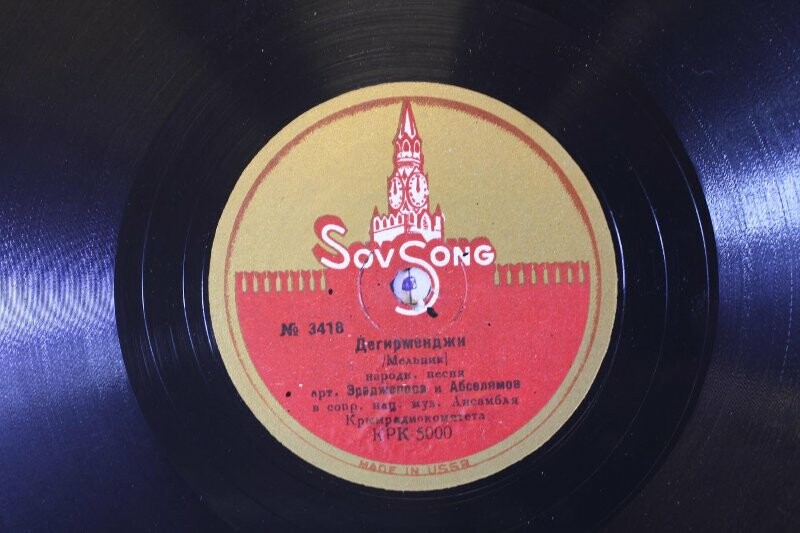 SovSong
№ 3418
Дегирменджи
/Мельник/
народн. песня
арт. и Абселямов
в сопр. нац. муз. Ансамбля
Крымрадиокомитета
КРК-5000
MADE IN USSR